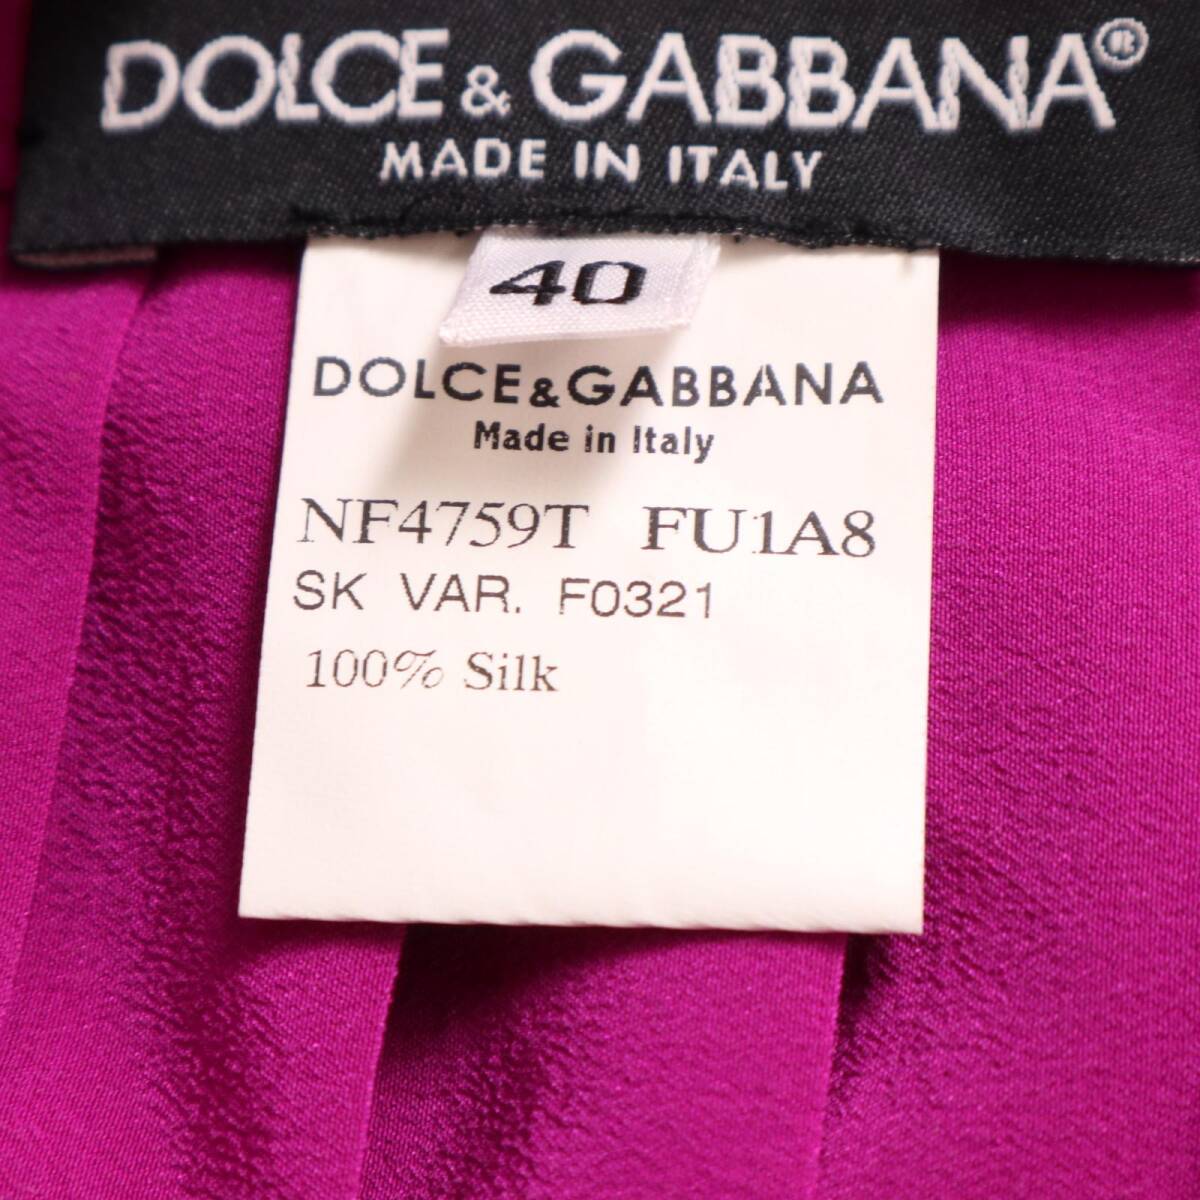 DOLCE & GABBANA®
MADE IN ITALY
40
DOLCE&GABBANA
Made in Italy
NF4759T FU1A8
SK VAR. F0321
100% Silk